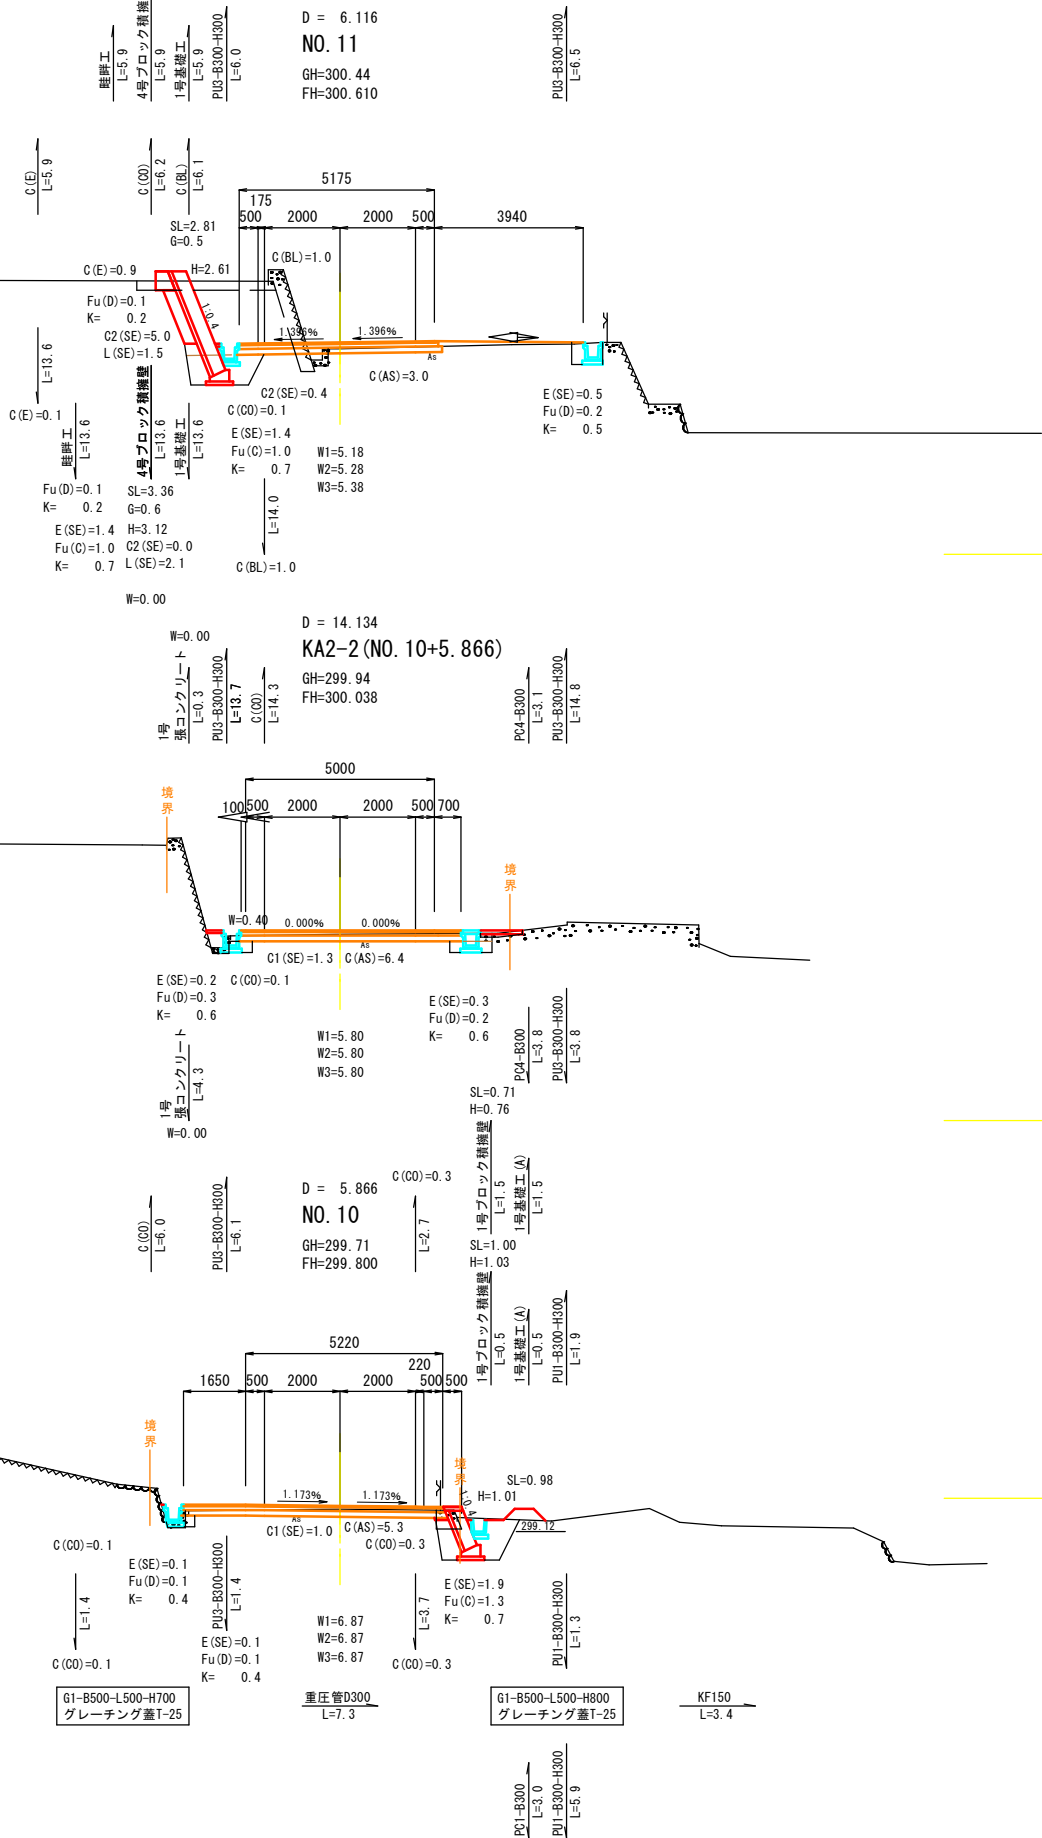 D = 6.116
NO.11
GH=300.44
FH=300.610
畦畔工
L=5.9
4号ブロック積擁
L=5.9
1号基礎工
L=5.9
PU3-B300-H300
L=6.0
PU3-B300-H300
L=6.5
C(E)
L=5.9
C(CO)
L=6.2
C(BL)
L=6.1
5175
175
500
2000
2000
500
3940
SL=2.81
G=0.5
C(E)=0.9
H=2.61
C(BL)=1.0
Fu(D)=0.1
K= 0.2
1:0.4
C2(SE)=5.0
L(SE)=1.5
1.396%
1.396%
As
C(AS)=3.0
L=13.6
C(E)=0.1
C2(SE)=0.4
C(CO)=0.1
E(SE)=0.5
Fu(D)=0.2
K= 0.5
畦畔工
L=13.6
4号ブロック積擁壁
L=13.6
1号基礎工
L=13.6
E(SE)=1.4
Fu(C)=1.0
K= 0.7
W1=5.18
W2=5.28
W3=5.38
Fu(D)=0.1
K= 0.2
SL=3.36
G=0.6
E(SE)=1.4
Fu(C)=1.0
K= 0.7
H=3.12
C2(SE)=0.0
L(SE)=2.1
L=14.0
C(BL)=1.0
W=0.00
D = 14.134
KA2-2(NO.10+5.866)
GH=299.94
FH=300.038
W=0.00
1号
張コンクリート
L=0.3
PU3-B300-H300
L=13.7
C(CO)
L=14.3
PC4-B300
L=3.1
PU3-B300-H300
L=14.8
5000
境界
100
500
2000
2000
500
700
境界
W=0.40
0.000%
0.000%
As
C1(SE)=1.3
C(AS)=6.4
E(SE)=0.2
Fu(D)=0.3
K= 0.6
C(CO)=0.1
E(SE)=0.3
Fu(D)=0.2
K= 0.6
W1=5.80
W2=5.80
W3=5.80
1号
張コンクリート
L=4.3
W=0.00
PC4-B300
L=3.8
PU3-B300-H300
L=3.8
SL=0.71
H=0.76
1号ブロック積擁壁
L=1.5
1号基礎工(A)
L=1.5
C(CO)=0.3
D = 5.866
NO.10
GH=299.71
FH=299.800
C(CO)
L=6.0
PU3-B300-H300
L=6.1
L=2.7
SL=1.00
H=1.03
1号ブロック積擁壁
L=0.5
1号基礎工(A)
L=0.5
PU1-B300-H300
L=1.9
5220
220
1650
500
2000
2000
500
500
境界
境界
SL=0.98
H=1.01
1:0.4
1.173%
1.173%
As
C1(SE)=1.0
C(AS)=5.3
C(CO)=0.3
299.12
C(CO)=0.1
E(SE)=0.1
Fu(D)=0.1
K= 0.4
L=1.4
C(CO)=0.1
PU3-B300-H300
L=1.4
E(SE)=0.1
Fu(D)=0.1
K= 0.4
W1=6.87
W2=6.87
W3=6.87
L=3.7
C(CO)=0.3
E(SE)=1.9
Fu(C)=1.3
K= 0.7
PU1-B300-H300
L=1.3
G1-B500-L500-H700
グレーチング蓋T-25
重圧管D300
L=7.3
G1-B500-L500-H800
グレーチング蓋T-25
KF150
L=3.4
PC1-B300
L=3.0
PU1-B300-H300
L=5.9